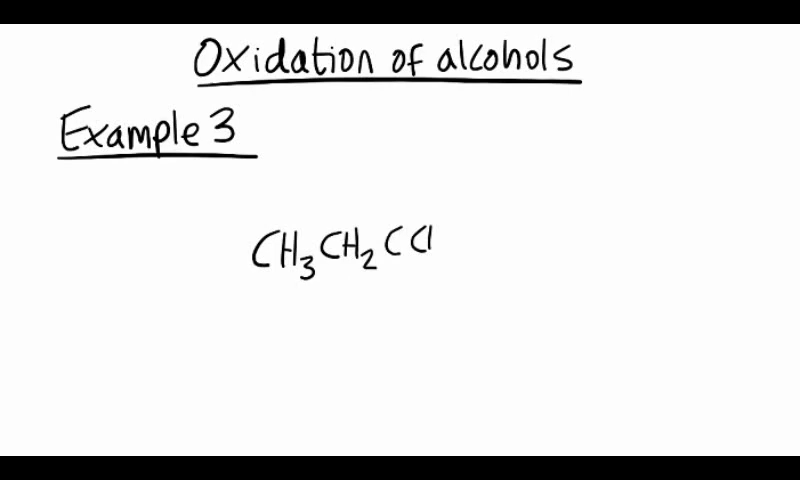 Oxidation of alcohols
Example 3
CH₃CH₂CCl